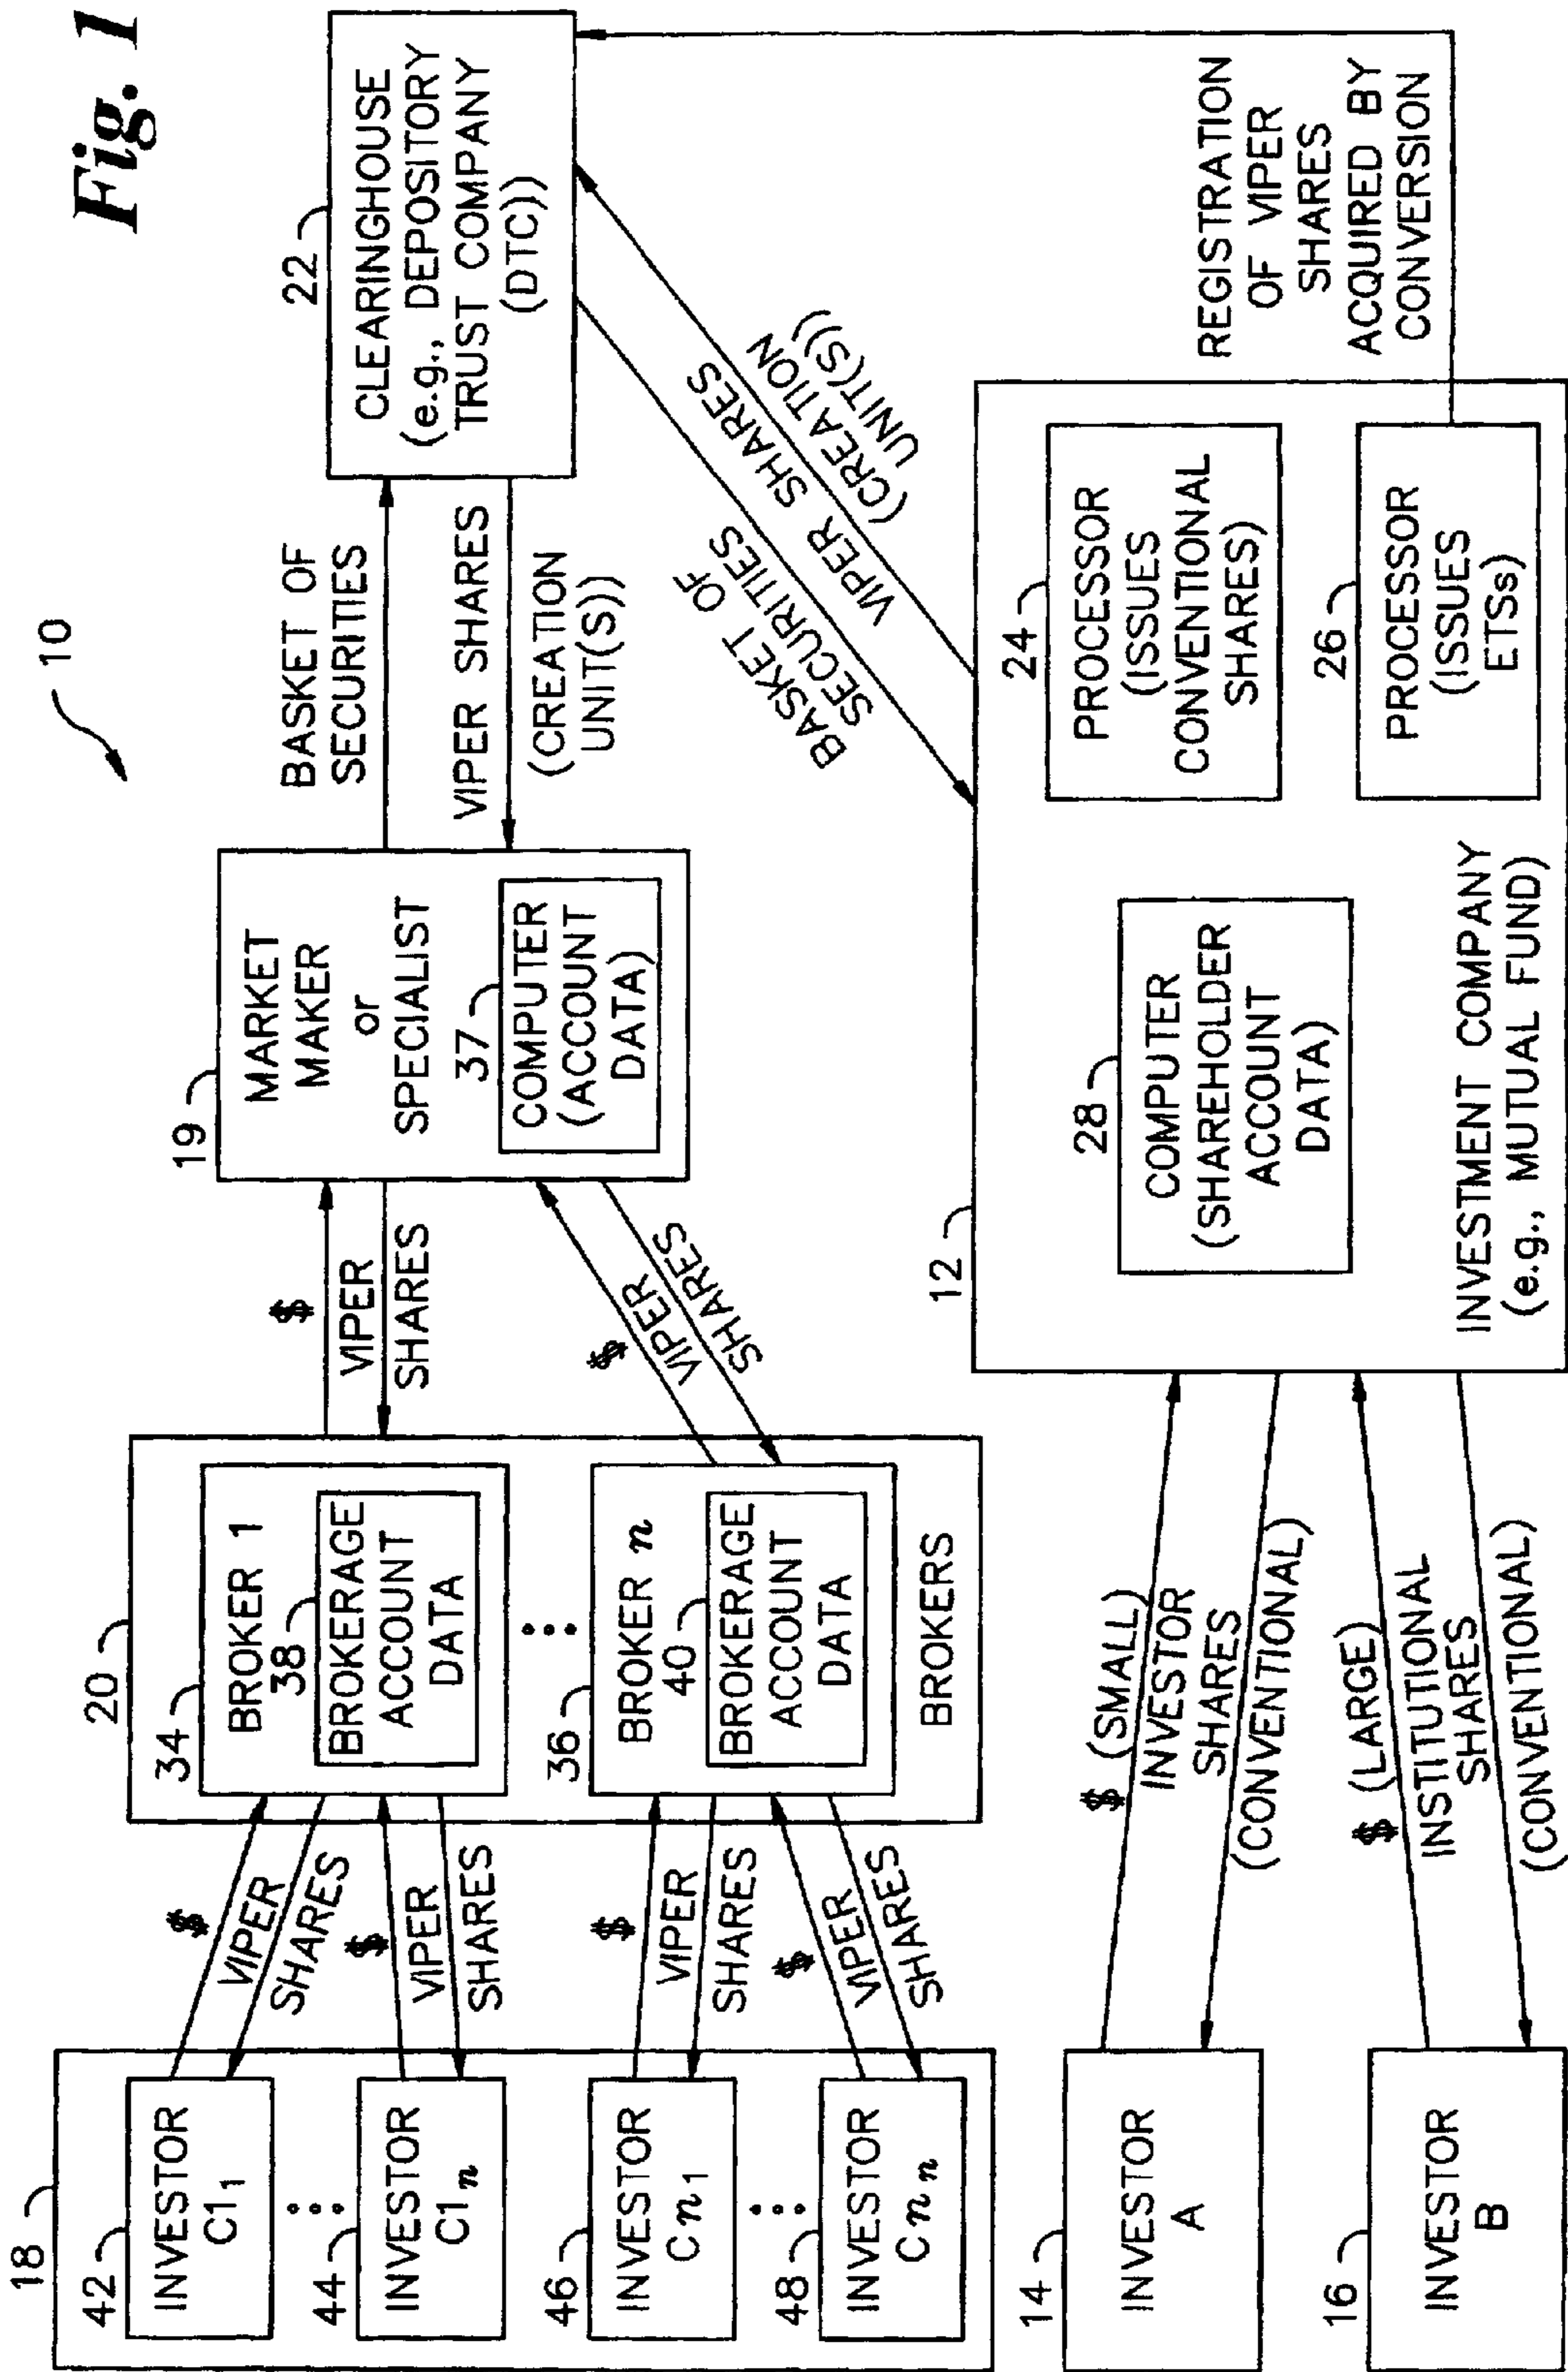 Fig. 1
10
18
42
INVESTOR
C1₁
44
INVESTOR
C1ₙ
46
INVESTOR
Cn₁
48
INVESTOR
Cnₙ
$
VIPER
SHARES
$
VIPER
SHARES
$
VIPER
SHARES
$
VIPER
SHARES
20
34
BROKER 1
38
BROKERAGE
ACCOUNT
DATA
36
BROKER n
40
BROKERAGE
ACCOUNT
DATA
BROKERS
$
VIPER
SHARES
$
VIPER
SHARES
19
MARKET
MAKER
or
SPECIALIST
37
COMPUTER
(ACCOUNT
DATA)
BASKET OF
SECURITIES
VIPER SHARES
(CREATION
UNIT(S))
22
CLEARINGHOUSE
(e.g., DEPOSITORY
TRUST COMPANY
(DTC))
BASKET OF
SECURITIES
VIPER SHARES
(CREATION
UNIT(S))
REGISTRATION
OF VIPER
SHARES
ACQUIRED BY
CONVERSION
14
INVESTOR
A
16
INVESTOR
B
$ (SMALL)
INVESTOR
SHARES
(CONVENTIONAL)
$ (LARGE)
INSTITUTIONAL
SHARES
(CONVENTIONAL)
12
28
COMPUTER
(SHAREHOLDER
ACCOUNT
DATA)
24
PROCESSOR
(ISSUES
CONVENTIONAL
SHARES)
26
PROCESSOR
(ISSUES
ETSs)
INVESTMENT COMPANY
(e.g., MUTUAL FUND)